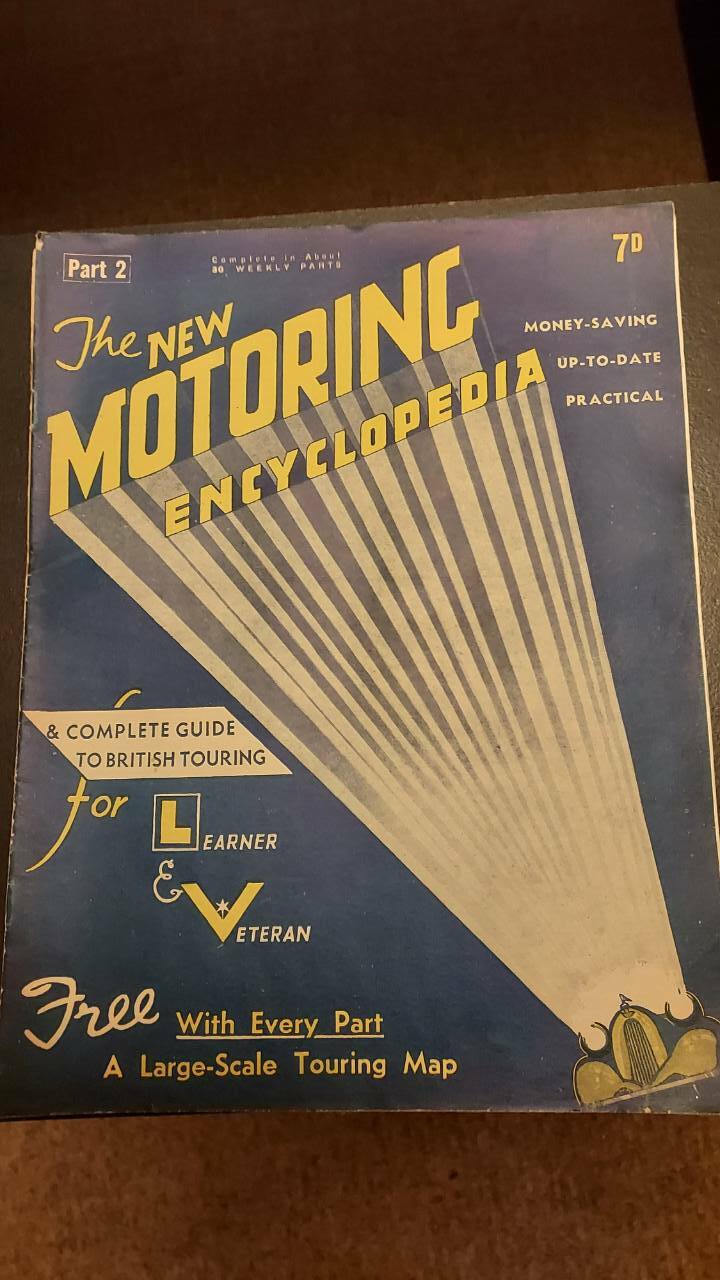 Part 2
Complete in About
30 WEEKLY PARTS
7D
The NEW
MOTORING
ENCYCLOPEDIA
MONEY-SAVING
UP-TO-DATE
PRACTICAL
& COMPLETE GUIDE
TO BRITISH TOURING
for LEARNER
& VETERAN
Free With Every Part
A Large-Scale Touring Map